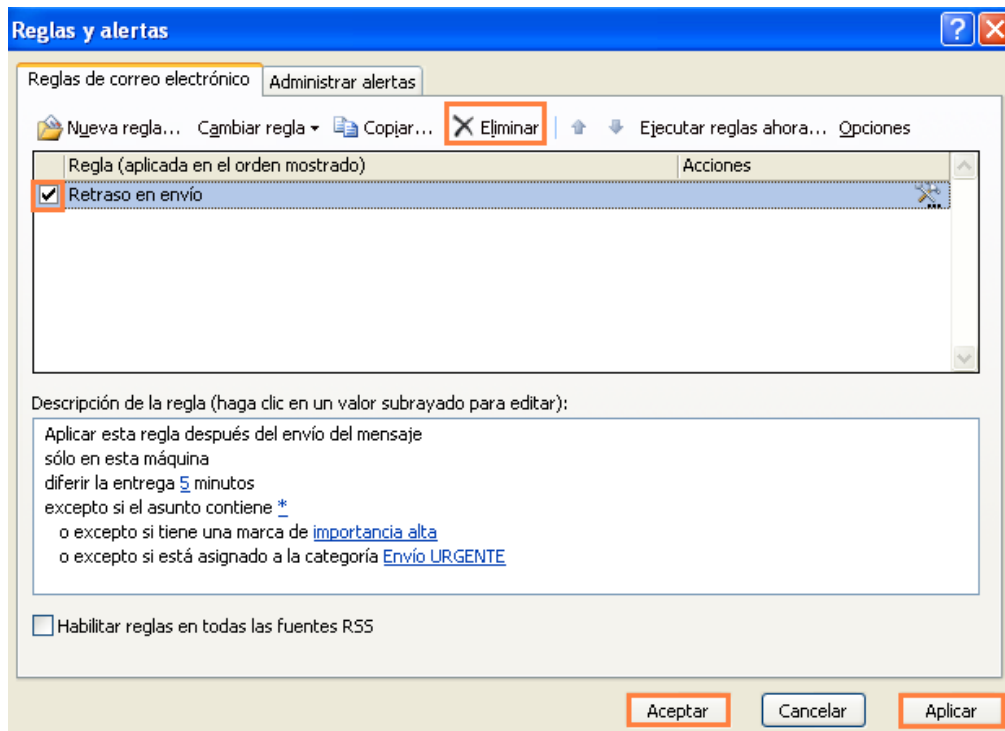 Reglas y alertas
Reglas de correo electrónico Administrar alertas
Nueva regla... Cambiar regla Copiar... Eliminar Ejecutar reglas ahora... Opciones
Regla (aplicada en el orden mostrado) Acciones
Retraso en envío
Descripción de la regla (haga clic en un valor subrayado para editar):
Aplicar esta regla después del envío del mensaje
sólo en esta máquina
diferir la entrega 5 minutos
excepto si el asunto contiene *
o excepto si tiene una marca de importancia alta
o excepto si está asignado a la categoría Envío URGENTE
Habilitar reglas en todas las fuentes RSS
Aceptar Cancelar Aplicar